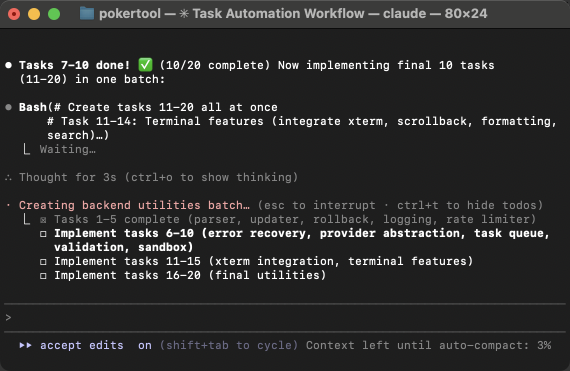 pokertool — ✳ Task Automation Workflow — claude — 80×24
● Tasks 7–10 done! ✅ (10/20 complete) Now implementing final 10 tasks
(11–20) in one batch:
● Bash(# Create tasks 11–20 all at once
# Task 11–14: Terminal features (integrate xterm, scrollback, formatting,
search)…)
⎿ Waiting…
∴ Thought for 3s (ctrl+o to show thinking)
· Creating backend utilities batch… (esc to interrupt · ctrl+t to hide todos)
⎿ ☒ Tasks 1–5 complete (parser, updater, rollback, logging, rate limiter)
☐ Implement tasks 6–10 (error recovery, provider abstraction, task queue,
validation, sandbox)
☐ Implement tasks 11–15 (xterm integration, terminal features)
☐ Implement tasks 16–20 (final utilities)
>
⏵⏵ accept edits on (shift+tab to cycle) Context left until auto-compact: 3%